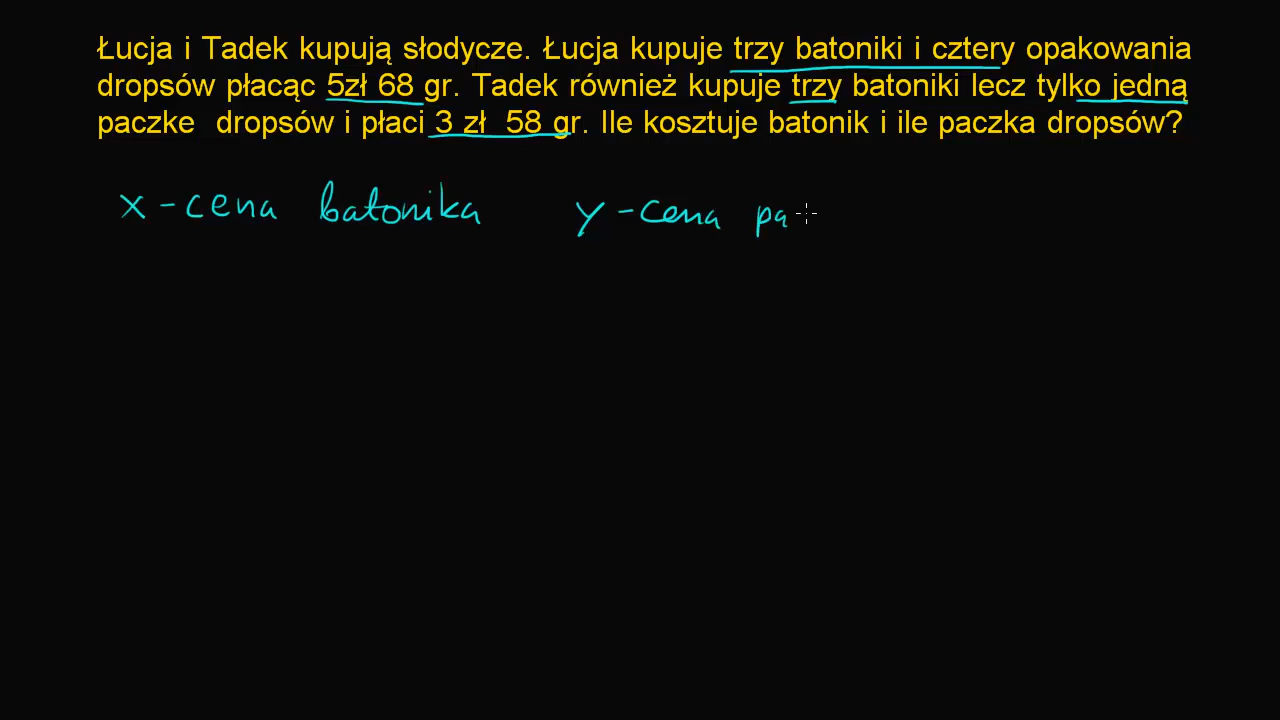 Łucja i Tadek kupują słodycze. Łucja kupuje trzy batoniki i cztery opakowania
dropsów płacąc 5zł 68 gr. Tadek również kupuje trzy batoniki lecz tylko jedną
paczke dropsów i płaci 3 zł 58 gr. Ile kosztuje batonik i ile paczka dropsów?
x - cena batonika y - cena pa